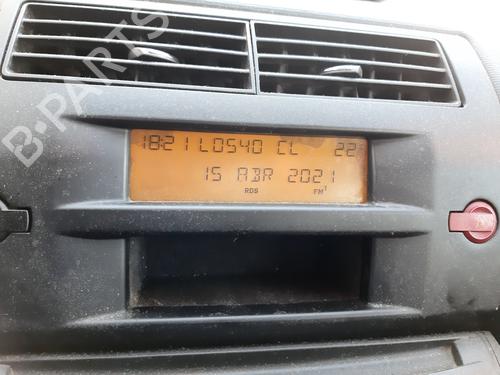 B-PARTS
18:21 LOS40 CL 22
15 ABR 2021
RDS FM1